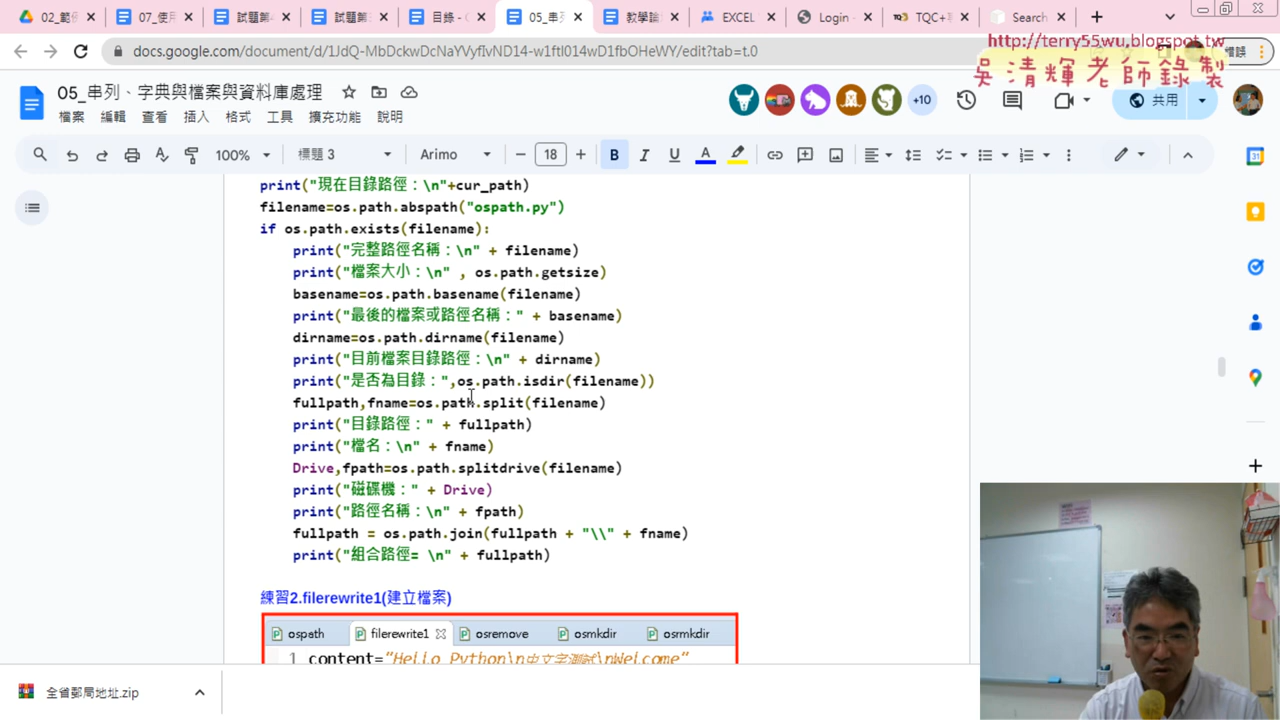 02_範
07_使用
試題第4
試題第
目錄 - C
05_串列
教學論
EXCEL
Login -
TQC+
Search
docs.google.com/document/d/1JdQ-MbDckwDcNaYVyfIvND14-w1ftl014wD1fbOHeWY/edit?tab=t.0
http://terry55wu.blogspot.tw
吳清輝老師錄製
05_串列、字典與檔案與資料庫處理
檔案 編輯 查看 插入 格式 工具 擴充功能 說明
+10
共用
100% 標題 3 Arimo 18 B I U A
print("現在目錄路徑：\n"+cur_path)
filename=os.path.abspath("ospath.py")
if os.path.exists(filename):
print("完整路徑名稱：\n" + filename)
print("檔案大小：\n" , os.path.getsize)
basename=os.path.basename(filename)
print("最後的檔案或路徑名稱：" + basename)
dirname=os.path.dirname(filename)
print("目前檔案目錄路徑：\n" + dirname)
print("是否為目錄：",os.path.isdir(filename))
fullpath,fname=os.path.split(filename)
print("目錄路徑：" + fullpath)
print("檔名：\n" + fname)
Drive,fpath=os.path.splitdrive(filename)
print("磁碟機：" + Drive)
print("路徑名稱：\n" + fpath)
fullpath = os.path.join(fullpath + "\\" + fname)
print("組合路徑= \n" + fullpath)
練習2.filerewrite1(建立檔案)
ospath filerewrite1 osremove osmkdir osrmkdir
1 content="Hello Python\n中文字測試\nWelcome"
全省郵局地址.zip